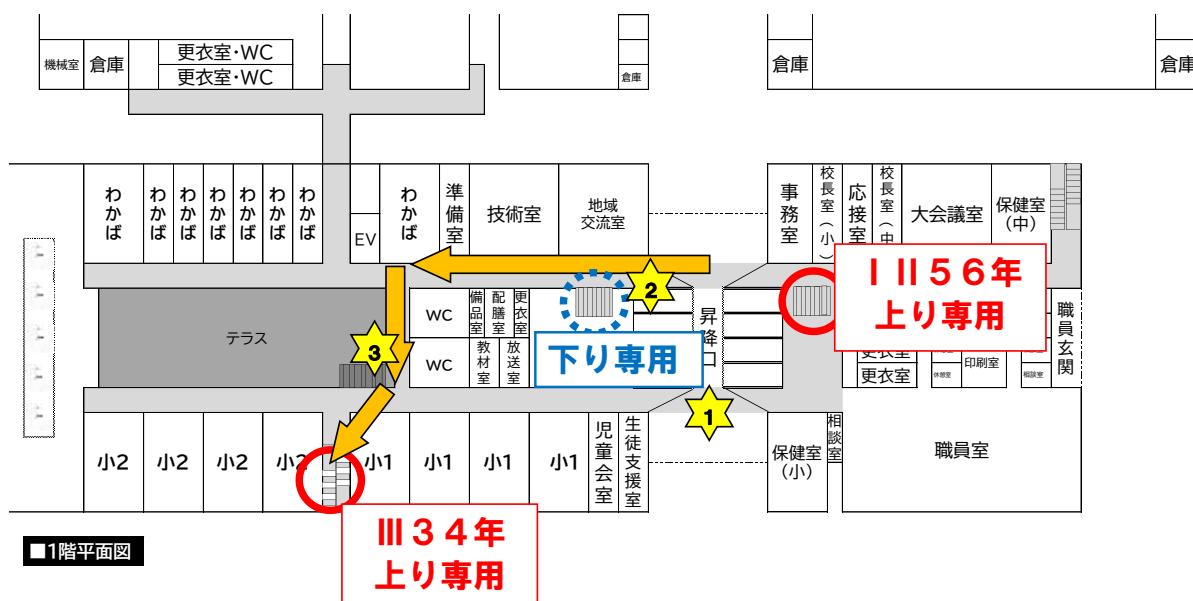 機械室
倉庫
更衣室・WC
更衣室・WC
倉庫
倉庫
倉庫
わかば
わかば
わかば
わかば
わかば
わかば
わかば
EV
わかば
準備室
技術室
地域
交流室
事務室
校長室(小)
応接室
校長室(中
大会議室
保健室
(中)
2
Ⅰ Ⅱ 5 6年
上り専用
テラス
WC
備品室
配膳室
更衣室
昇降口
職員玄関
3
WC
教材室
放送室
下り専用
更衣室
更衣室
休憩室
印刷室
相談室
1
小2
小2
小2
小2
小1
小1
小1
小1
児童会室
生徒支援室
保健室
(小)
相談室
職員室
Ⅲ 3 4年
上り専用
■1階平面図